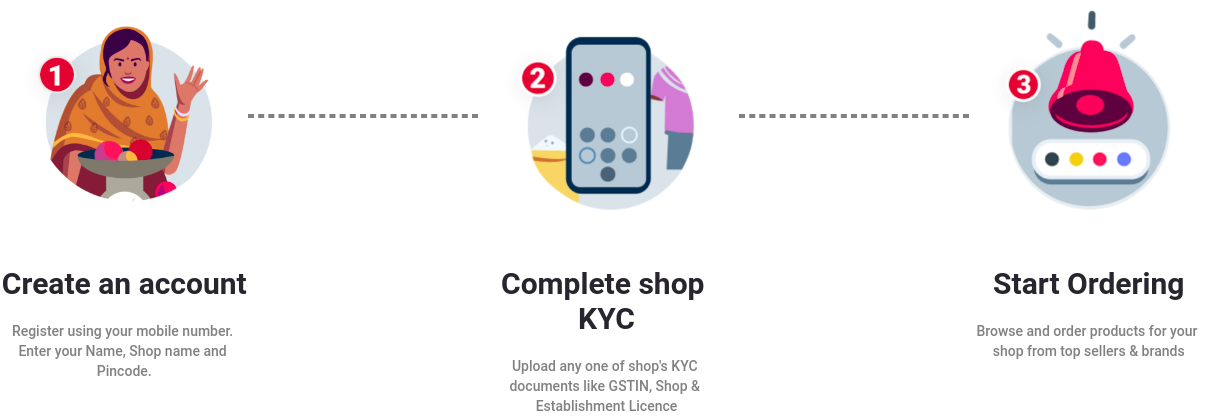 1
Create an account
Register using your mobile number.
Enter your Name, Shop name and
Pincode.
2
Complete shop
KYC
Upload any one of shop's KYC
documents like GSTIN, Shop &
Establishment Licence
3
Start Ordering
Browse and order products for your
shop from top sellers & brands